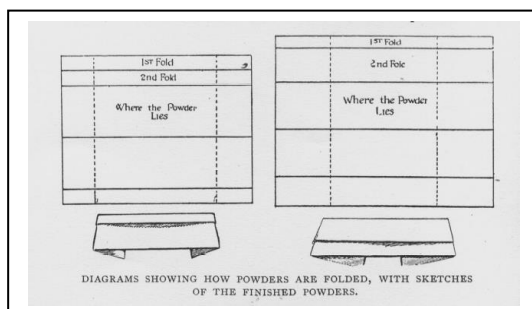 1ST Fold
2nd Fold
Where the Powder
Lies
1ST Fold
2nd Fold
Where the Powder
Lies
DIAGRAMS SHOWING HOW POWDERS ARE FOLDED, WITH SKETCHES
OF THE FINISHED POWDERS.